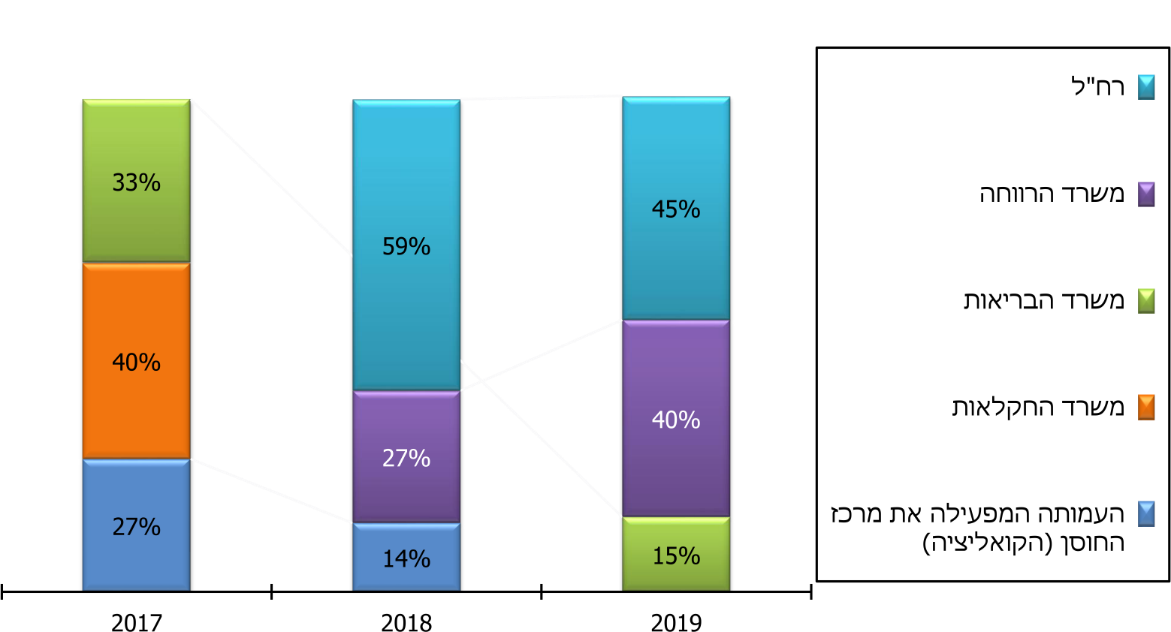 33%
40%
27%
59%
27%
14%
45%
40%
15%
2017
2018
2019
רח"ל
משרד הרווחה
משרד הבריאות
משרד החקלאות
העמותה המפעילה את מרכז
החוסן (הקואליציה)